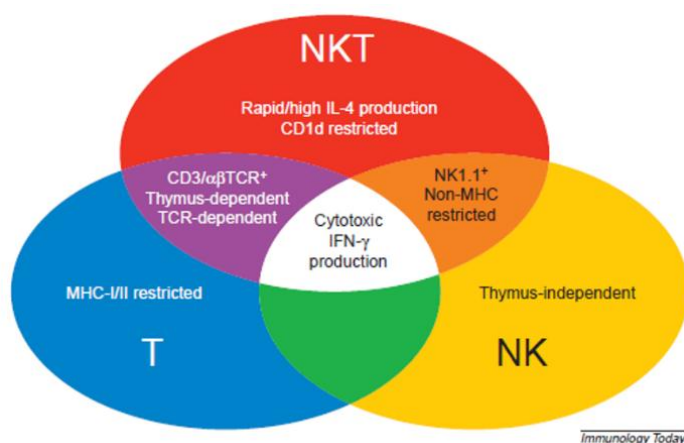 NKT
Rapid/high IL-4 production
CD1d restricted
CD3/αβTCR⁺
Thymus-dependent
TCR-dependent
NK1.1⁺
Non-MHC
restricted
Cytotoxic
IFN-γ
production
MHC-I/II restricted
T
Thymus-independent
NK
Immunology Today